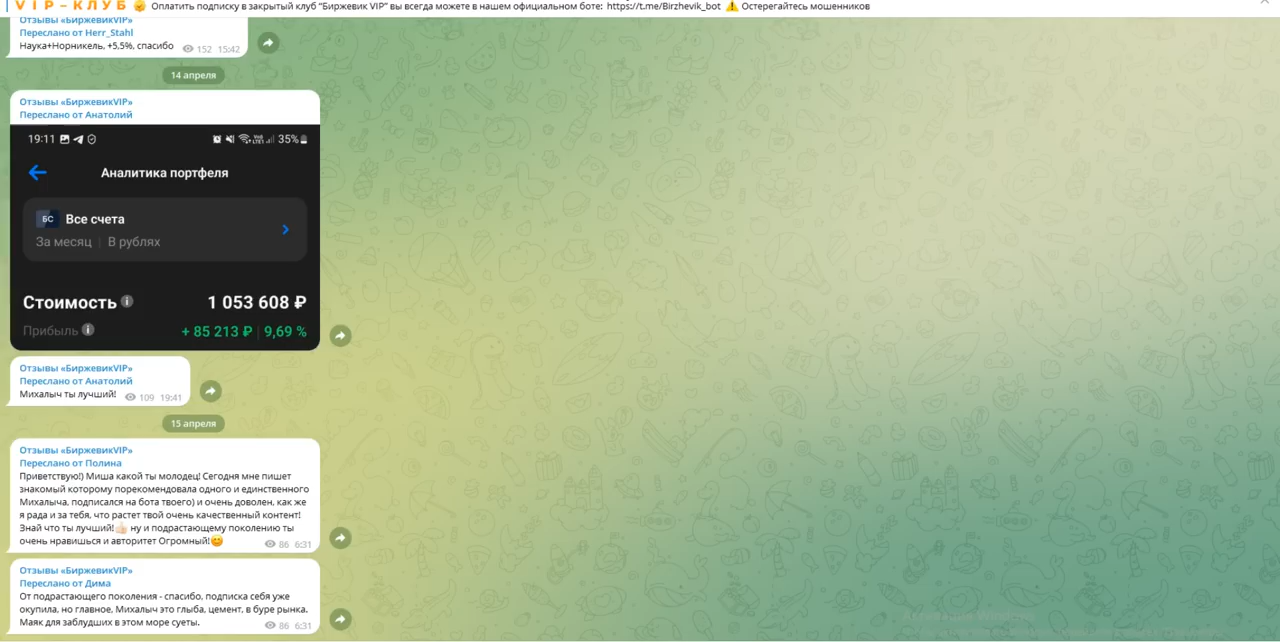 VIP-КЛУБ 😉 Оплатить подписку в закрытый клуб "Биржевик VIP" вы всегда можете в нашем официальном боте: https://t.me/Birzhevik_bot ⚠️ Остерегайтесь мошенников
Отзывы «БиржевикVIP»
Переслано от Herr_Stahl
Наука+Норникель, +5,5%, спасибо 152 15:42
14 апреля
Отзывы «БиржевикVIP»
Переслано от Анатолий
19:11 35%
Аналитика портфеля
БС Все счета
За месяц | В рублях
Стоимость 1 053 608 ₽
Прибыль + 85 213 ₽ | 9,69 %
Отзывы «БиржевикVIP»
Переслано от Анатолий
Михалыч ты лучший! 109 19:41
15 апреля
Отзывы «БиржевикVIP»
Переслано от Полина
Приветствую!) Миша какой ты молодец! Сегодня мне пишет
знакомый которому порекомендовала одного и единственного
Михалыча, подписался на бота твоего) и очень доволен, как же
я рада и за тебя, что растет твой очень качественный контент!
Знай что ты лучший!👍🏻 ну и подрастающему поколению ты
очень нравишься и авторитет Огромный!😊 86 6:31
Отзывы «БиржевикVIP»
Переслано от Дима
От подрастающего поколения - спасибо, подписка себя уже
окупила, но главное, Михалыч это глыба, цемент, в буре рынка.
Маяк для заблудших в этом море суеты. 86 6:31